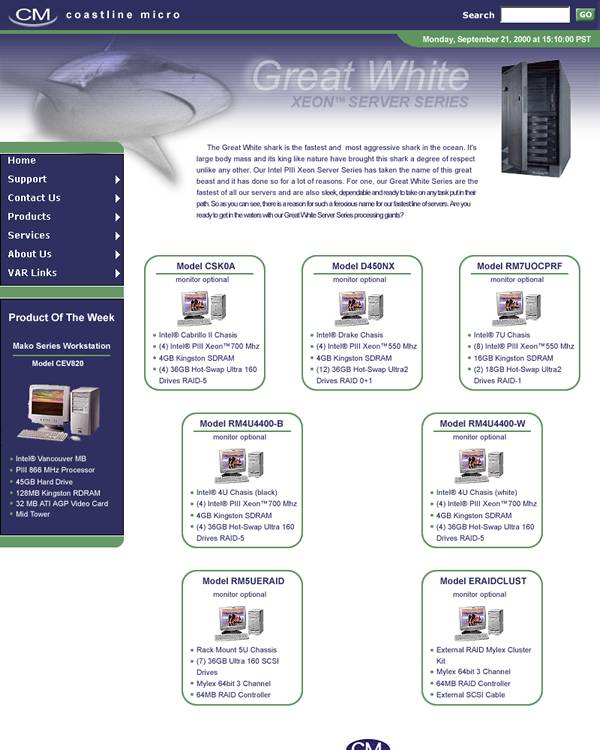 CM coastline micro
Search GO
Monday, September 21, 2000 at 15:10:00 PST
Great White
XEON™ SERVER SERIES
The Great White shark is the fastest and most aggressive shark in the ocean. It's
large body mass and its king like nature have brought this shark a degree of respect
unlike any other. Our Intel PIII Xeon Server Series has taken the name of this great
beast and it has done so for a lot of reasons. For one, our Great White Series are the
fastest of all our servers and are also sleek, dependable and ready to take on any task put in their
path. So as you can see, there is a reason for such a ferocious name for our fastest line of servers. Are you
ready to get in the waters with our Great White Server Series processing giants?
Home
Support
Contact Us
Products
Services
About Us
VAR Links
Product Of The Week
Mako Series Workstation
Model CEV820
Intel® Vancouver MB
PIII 866 MHz Processor
45GB Hard Drive
128MB Kingston RDRAM
32 MB ATI AGP Video Card
Mid Tower
Model CSK0A
monitor optional
Intel® Cabrillo II Chasis
(4) Intel® PIII Xeon™700 Mhz
4GB Kingston SDRAM
(4) 36GB Hot-Swap Ultra 160
Drives RAID-5
Model D450NX
monitor optional
Intel® Drake Chasis
(4) Intel® PIII Xeon™550 mhz
4GB Kingston SDRAM
(12) 36GB Hot-Swap Ultra2
Drives RAID 0+1
Model RM7UOCPRF
monitor optional
Intel® 7U Chasis
(8) Intel® PIII Xeon™550 Mhz
16GB Kingston SDRAM
(2) 18GB Hot-Swap Ultra2
Drives RAID-1
Model RM4U4400-B
monitor optional
Intel® 4U Chasis (black)
(4) Intel® PIII Xeon™700 Mhz
4GB Kingston SDRAM
(4) 36GB Hot-Swap Ultra 160
Drives RAID-5
Model RM4U4400-W
monitor optional
Intel® 4U Chasis (white)
(4) Intel® PIII Xeon™700 Mhz
4GB Kingston SDRAM
(4) 36GB Hot-Swap Ultra 160
Drives RAID-5
Model RM5UERAID
monitor optional
Rack Mount 5U Chassis
(7) 36GB Ultra 160 SCSI
Drives
Mylex 64bit 3 Channel
64MB RAID Controller
Model ERAIDCLUST
monitor optional
External RAID Mylex Cluster
Kit
Mylex 64bit 3 Channel
64MB RAID Controller
External SCSI Cable
CM